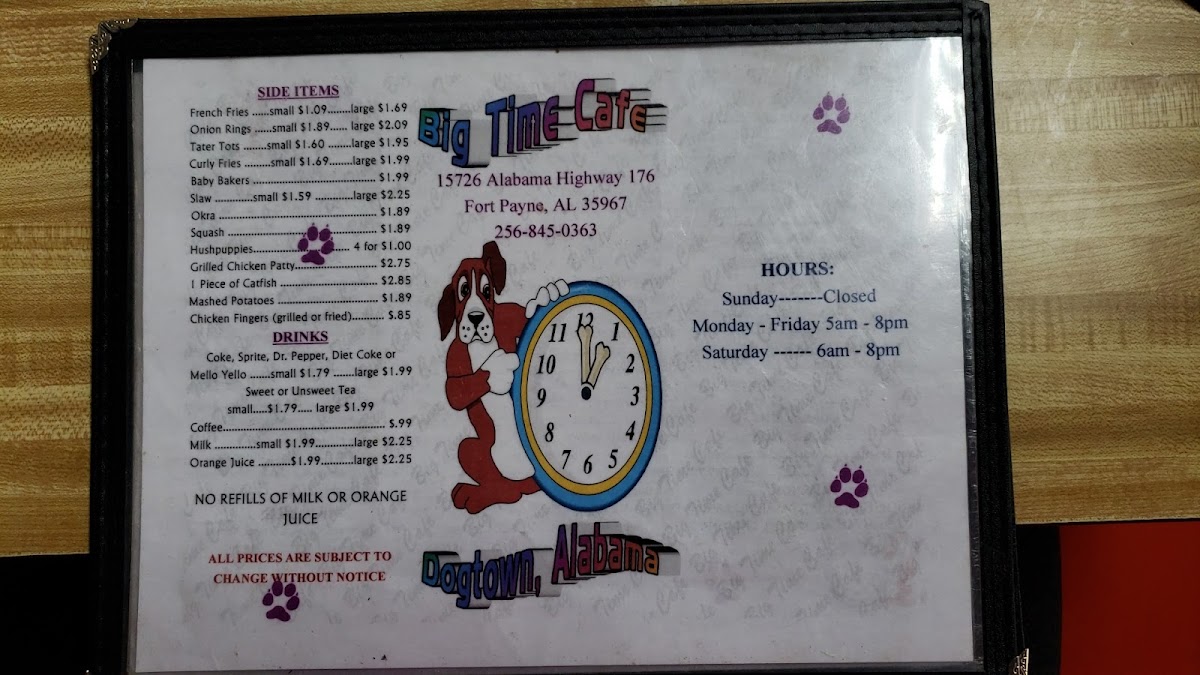 SIDE ITEMS
French Fries ......small $1.09........large $1.69
Onion Rings ......small $1.89...... large $2.09
Tater Tots ........small $1.60 ........large $1.95
Curly Fries .........small $1.69........large $1.99
Baby Bakers ..................................... $1.99
Slaw .............small $1.59 .............large $2.25
Okra ............................................... $1.89
Squash ............................................ $1.89
Hushpuppies............................. 4 for $1.00
Grilled Chicken Patty......................... $2.75
1 Piece of Catfish ............................. $2.85
Mashed Potatoes .............................. $1.89
Chicken Fingers (grilled or fried).......... $.85
DRINKS
Coke, Sprite, Dr. Pepper, Diet Coke or
Mello Yello .......small $1.79 .......large $1.99
Sweet or Unsweet Tea
small.....$1.79..... large $1.99
Coffee................................................ $.99
Milk ..............small $1.99.............large $2.25
Orange Juice ...........$1.99...........large $2.25
NO REFILLS OF MILK OR ORANGE
JUICE
ALL PRICES ARE SUBJECT TO
CHANGE WITHOUT NOTICE
Big Time Cafe
15726 Alabama Highway 176
Fort Payne, AL 35967
256-845-0363
12
11 1
10 2
9 3
8 4
7 6 5
Dogtown, Alabama
HOURS:
Sunday-------Closed
Monday - Friday 5am - 8pm
Saturday ------ 6am - 8pm